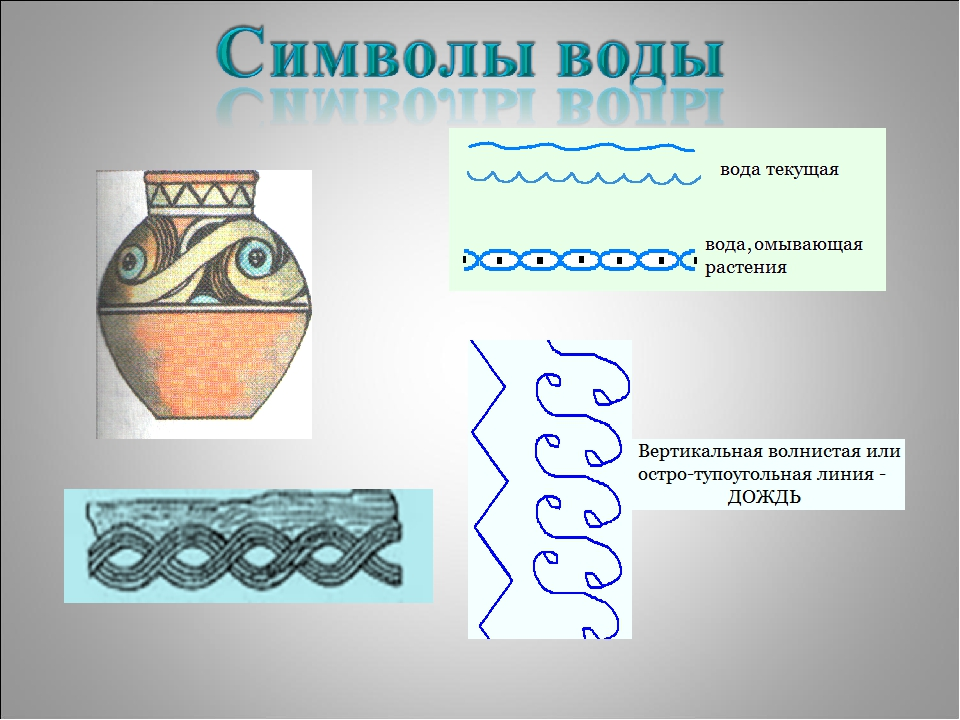 Символы воды
вода текущая
вода, омывающая
растения
Вертикальная волнистая или
остро-тупоугольная линия -
ДОЖДЬ